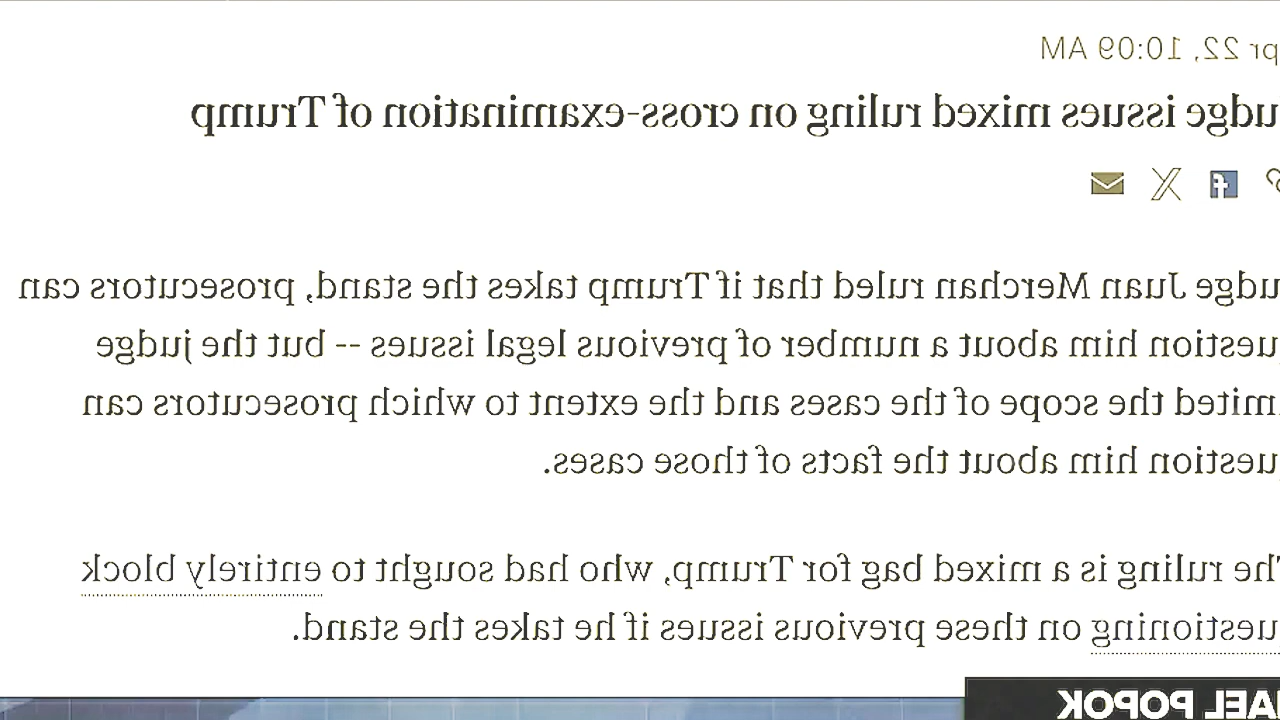 pr 22, 10:09 AM
udge issues mixed ruling on cross-examination of Trump
udge Juan Merchan ruled that if Trump takes the stand, prosecutors can
uestion him about a number of previous legal issues -- but the judge
mited the scope of the cases and the extent to which prosecutors can
uestion him about the facts of those cases.
he ruling is a mixed bag for Trump, who had sought to entirely block
uestioning on these previous issues if he takes the stand.
AEL POPOK